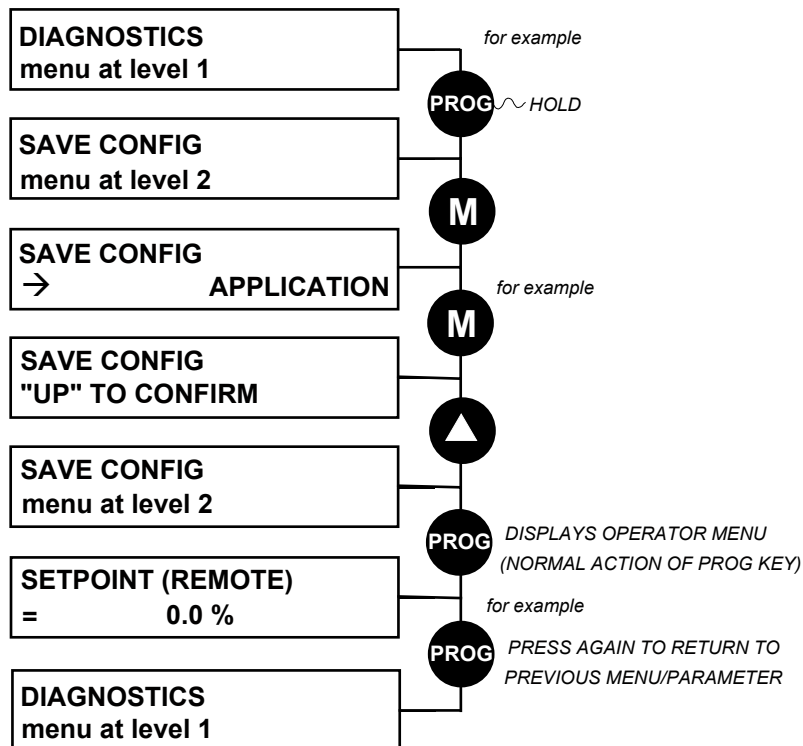 DIAGNOSTICS
menu at level 1
for example
PROG HOLD
SAVE CONFIG
menu at level 2
M
SAVE CONFIG
→ APPLICATION
for example
M
SAVE CONFIG
"UP" TO CONFIRM
SAVE CONFIG
menu at level 2
PROG
DISPLAYS OPERATOR MENU
(NORMAL ACTION OF PROG KEY)
SETPOINT (REMOTE)
= 0.0 %
for example
PROG
PRESS AGAIN TO RETURN TO
PREVIOUS MENU/PARAMETER
DIAGNOSTICS
menu at level 1